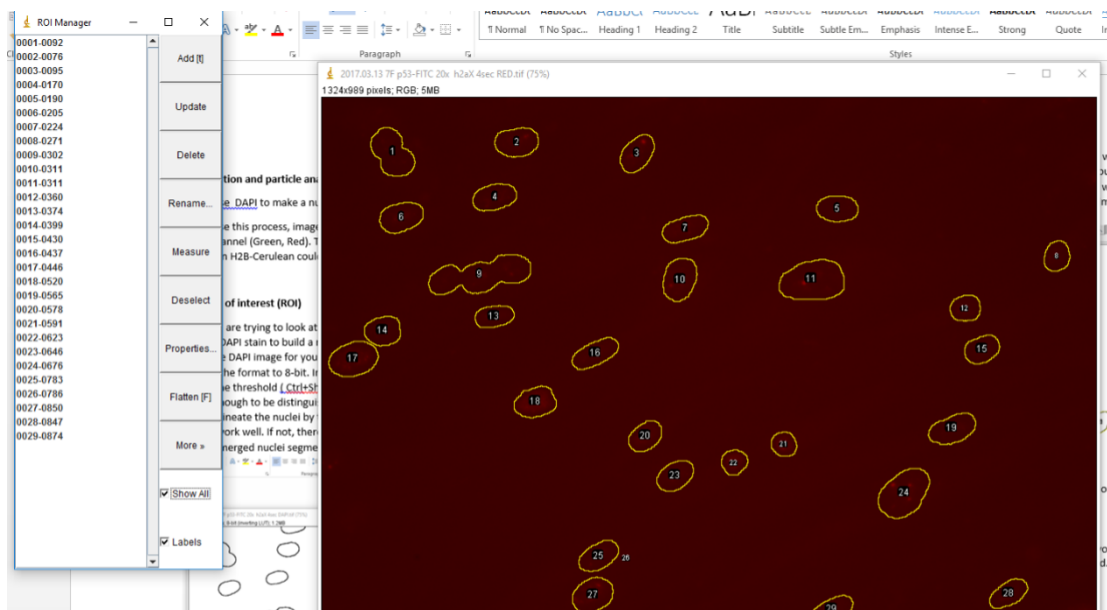 ROI Manager
0001-0092
0002-0076
0003-0095
0004-0170
0005-0190
0006-0205
0007-0224
0008-0271
0009-0302
0010-0311
0011-0311
0012-0360
0013-0374
0014-0399
0015-0430
0016-0437
0017-0446
0018-0520
0019-0565
0020-0578
0021-0591
0022-0623
0023-0646
0024-0676
0025-0783
0026-0786
0027-0850
0028-0847
0029-0874
Add [t]
Update
Delete
Rename...
Measure
Deselect
Properties...
Flatten [F]
More »
Show All
Labels
Paragraph
¶ Normal
¶ No Spac...
Heading 1
Heading 2
Title
Subtitle
Subtle Em...
Emphasis
Intense E...
Strong
Quote
Styles
2017.03.13 7F p53-FITC 20x h2aX 4sec RED.tif (75%)
1324x989 pixels; RGB; 5MB
tion and particle ana
DAPI to make a nu
e this process, imag
annel (Green, Red). T
n H2B-Cerulean coul
of interest (ROI)
are trying to look at
DAPI stain to build a
e DAPI image for you
he format to 8-bit. I
he threshold ( Ctrl+Sh
ough to be distingui
ineate the nuclei by
ork well. If not, ther
nerged nuclei segme
1
2
3
4
5
6
7
8
9
10
11
12
13
14
15
16
17
18
19
20
21
22
23
24
25
26
27
28
29